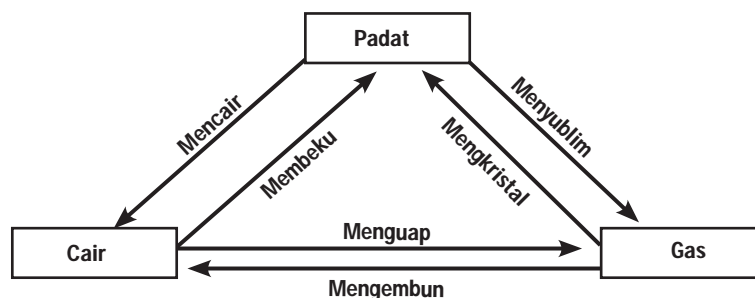 Padat
Mencair
Membeku
Mengkristal
Menyublim
Cair
Menguap
Gas
Mengembun